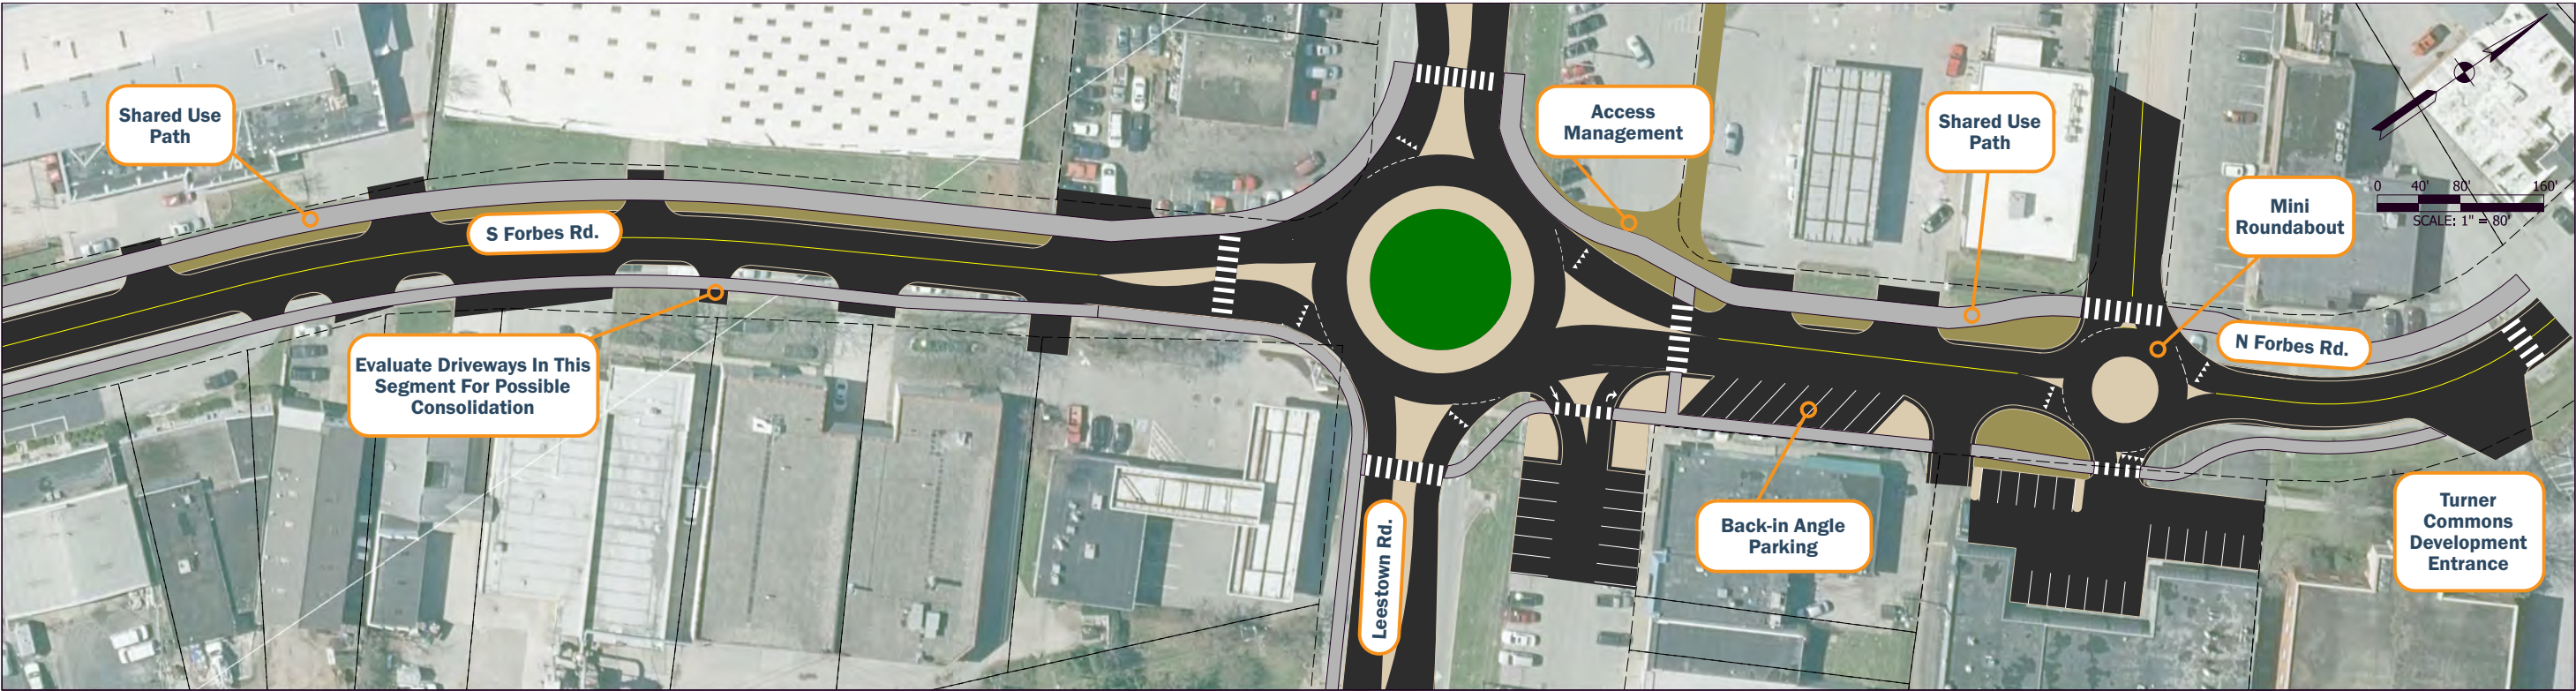 Shared Use
Path
S Forbes Rd.
Evaluate Driveways In This
Segment For Possible
Consolidation
Leestown Rd.
Access
Management
Back-in Angle
Parking
Shared Use
Path
Mini
Roundabout
N Forbes Rd.
Turner
Commons
Development
Entrance
0 40' 80' 160'
SCALE: 1" = 80'